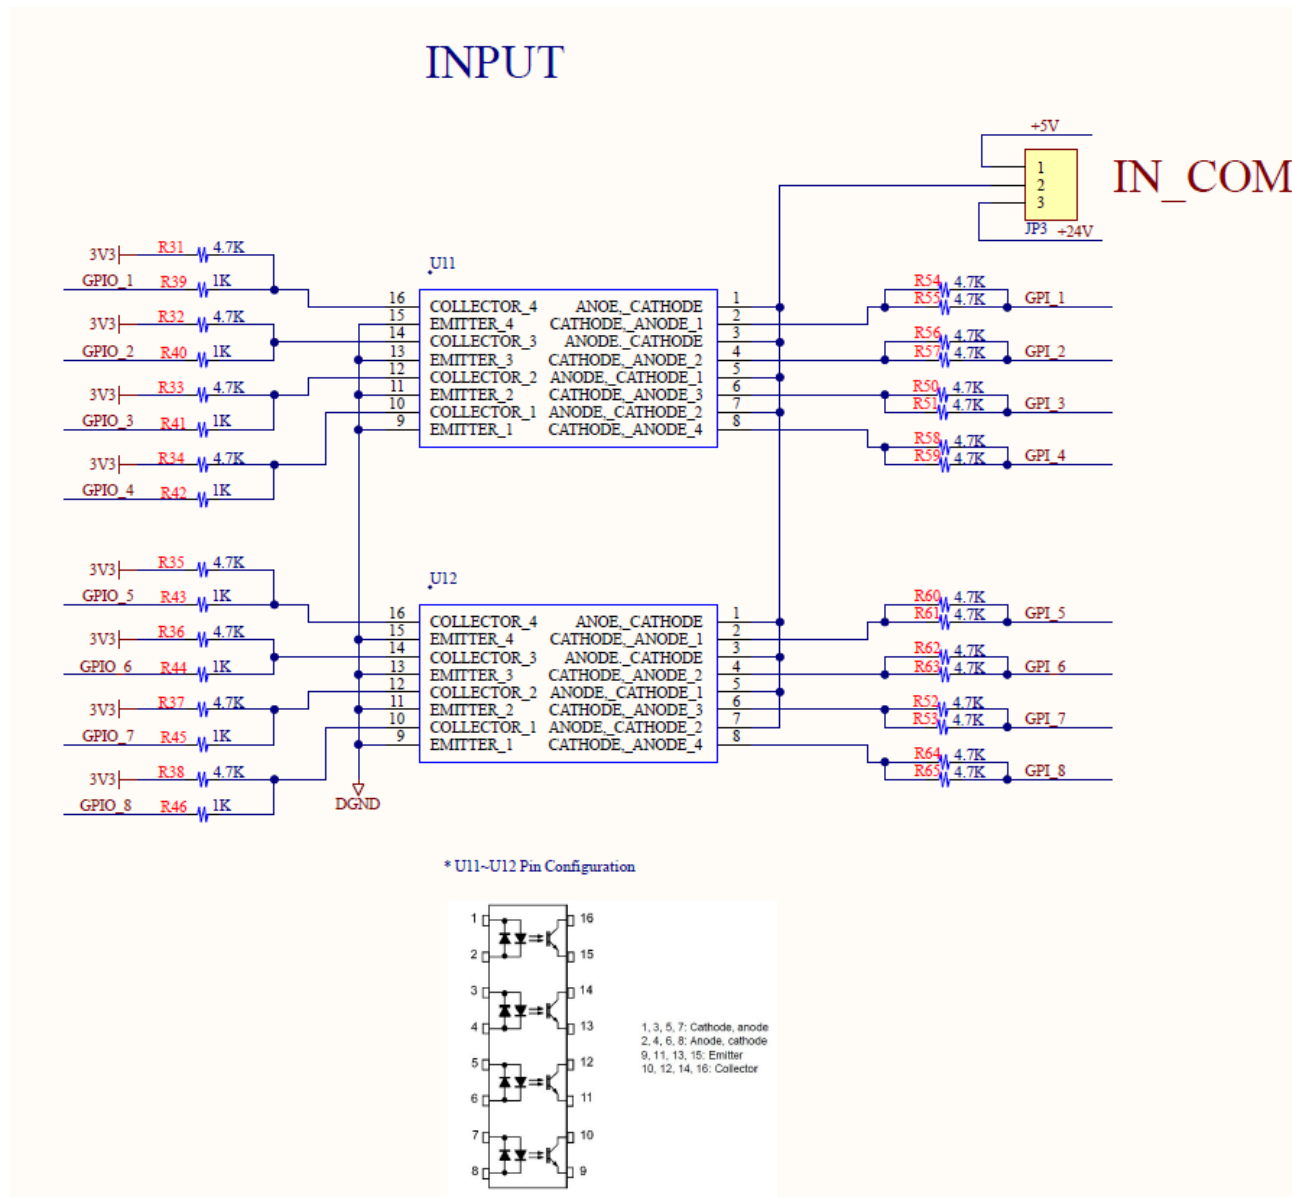 INPUT
+5V
1
2
3
IN_COM
JP3 +24V
3V3 R31 4.7K
GPIO_1 R39 1K
3V3 R32 4.7K
GPIO_2 R40 1K
3V3 R33 4.7K
GPIO_3 R41 1K
3V3 R34 4.7K
GPIO_4 R42 1K
U11
16 COLLECTOR_4 ANOE,_CATHODE 1
15 EMITTER_4 CATHODE,_ANODE_1 2
14 COLLECTOR_3 ANODE,_CATHODE 3
13 EMITTER_3 CATHODE,_ANODE_2 4
12 COLLECTOR_2 ANODE,_CATHODE_1 5
11 EMITTER_2 CATHODE,_ANODE_3 6
10 COLLECTOR_1 ANODE,_CATHODE_2 7
9 EMITTER_1 CATHODE,_ANODE_4 8
R54 4.7K
R55 4.7K GPI_1
R56 4.7K
R57 4.7K GPI_2
R50 4.7K
R51 4.7K GPI_3
R58 4.7K
R59 4.7K GPI_4
3V3 R35 4.7K
GPIO_5 R43 1K
3V3 R36 4.7K
GPIO_6 R44 1K
3V3 R37 4.7K
GPIO_7 R45 1K
3V3 R38 4.7K
GPIO_8 R46 1K
U12
16 COLLECTOR_4 ANOE,_CATHODE 1
15 EMITTER_4 CATHODE,_ANODE_1 2
14 COLLECTOR_3 ANODE,_CATHODE 3
13 EMITTER_3 CATHODE,_ANODE_2 4
12 COLLECTOR_2 ANODE,_CATHODE_1 5
11 EMITTER_2 CATHODE,_ANODE_3 6
10 COLLECTOR_1 ANODE,_CATHODE_2 7
9 EMITTER_1 CATHODE,_ANODE_4 8
R60 4.7K
R61 4.7K GPI_5
R62 4.7K
R63 4.7K GPI_6
R52 4.7K
R53 4.7K GPI_7
R64 4.7K
R65 4.7K GPI_8
DGND
* U11~U12 Pin Configuration
1 16
2 15
3 14
4 13
5 12
6 11
7 10
8 9
1, 3, 5, 7: Cathode, anode
2, 4, 6, 8: Anode, cathode
9, 11, 13, 15: Emitter
10, 12, 14, 16: Collector